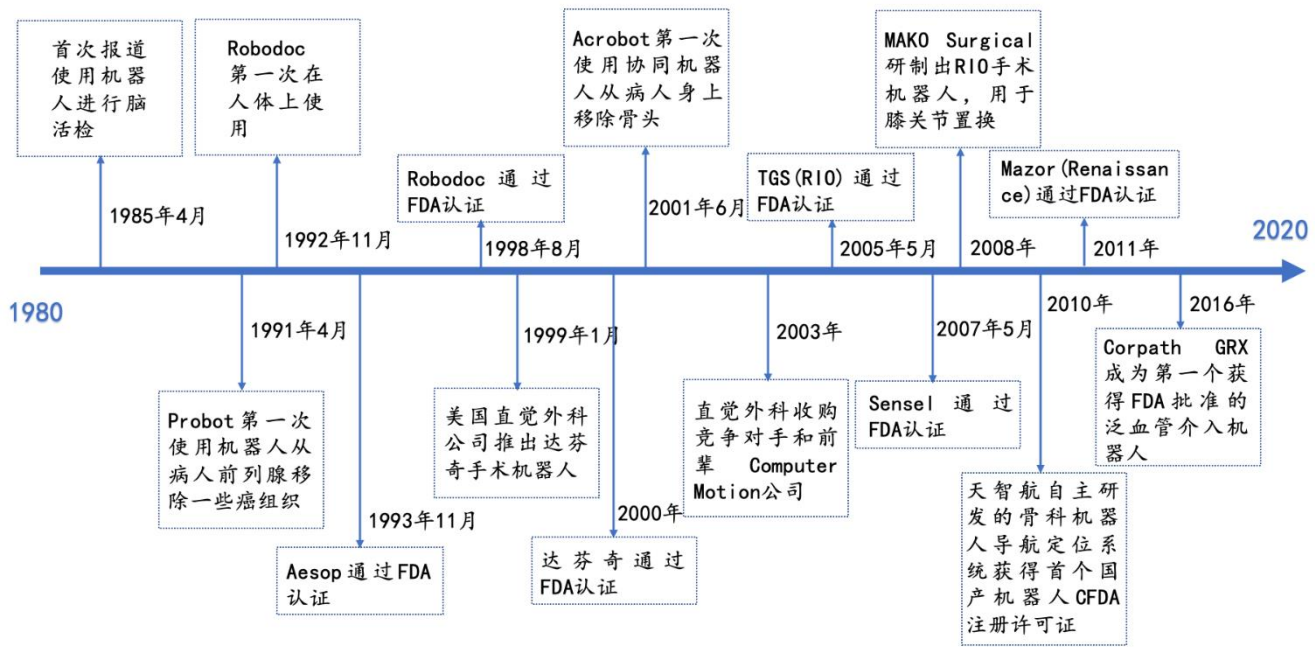 首次报道
使用机器
人进行脑
活检
1985年4月
Robodoc
第一次在
人体上使
用
1992年11月
Robodoc 通过
FDA认证
1998年8月
Acrobot第一次
使用协同机器
人从病人身上
移除骨头
2001年6月
TGS(RIO)通过
FDA认证
2005年5月
MAKO Surgical
研制出RIO手术
机器人，用于
膝关节置换
2008年
Mazor(Renaissan
ce)通过FDA认证
2011年
2020
1980
1991年4月
Probot第一次
使用机器人从
病人前列腺移
除一些癌组织
1993年11月
Aesop通过FDA
认证
1999年1月
美国直觉外科
公司推出达芬
奇手术机器人
2000年
达芬奇通过
FDA认证
2003年
直觉外科收购
竞争对手和前
辈 Computer
Motion公司
2007年5月
Sensel 通过
FDA认证
2010年
天智航自主研
发的骨科机器
人导航定位系
统获得首个国
产机器人CFDA
注册许可证
2016年
Corpath GRX
成为第一个获
得FDA批准的
泛血管介入机
器人